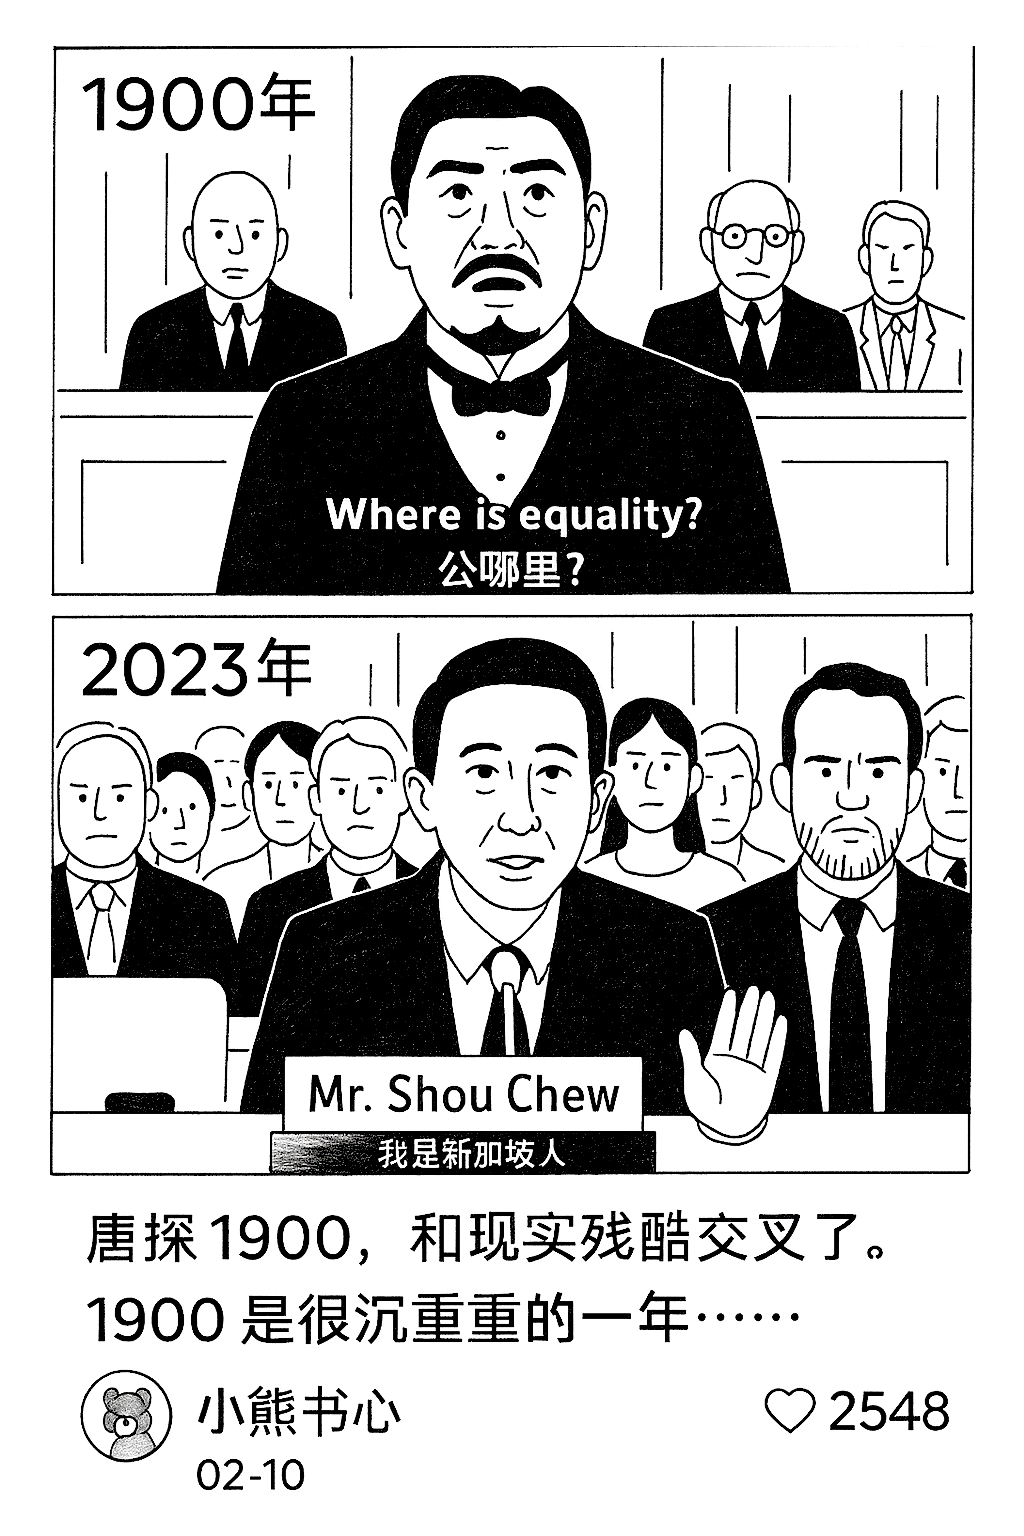 1900年
Where is equality?
公哪里?
2023年
Mr. Shou Chew
我是新加坡人
唐探1900，和现实残酷交叉了。
1900是很沉重重的一年……
小熊书心
02-10
2548